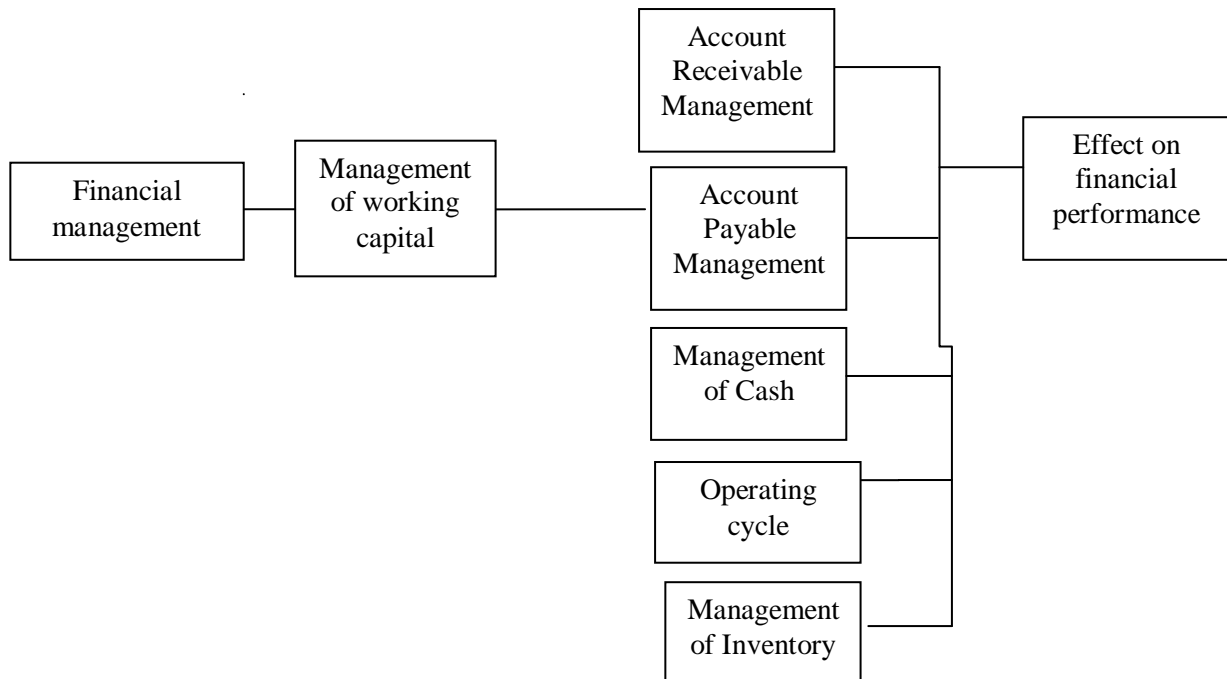 Financial
management
Management
of working
capital
Account
Receivable
Management
Account
Payable
Management
Management
of Cash
Operating
cycle
Management
of Inventory
Effect on
financial
performance